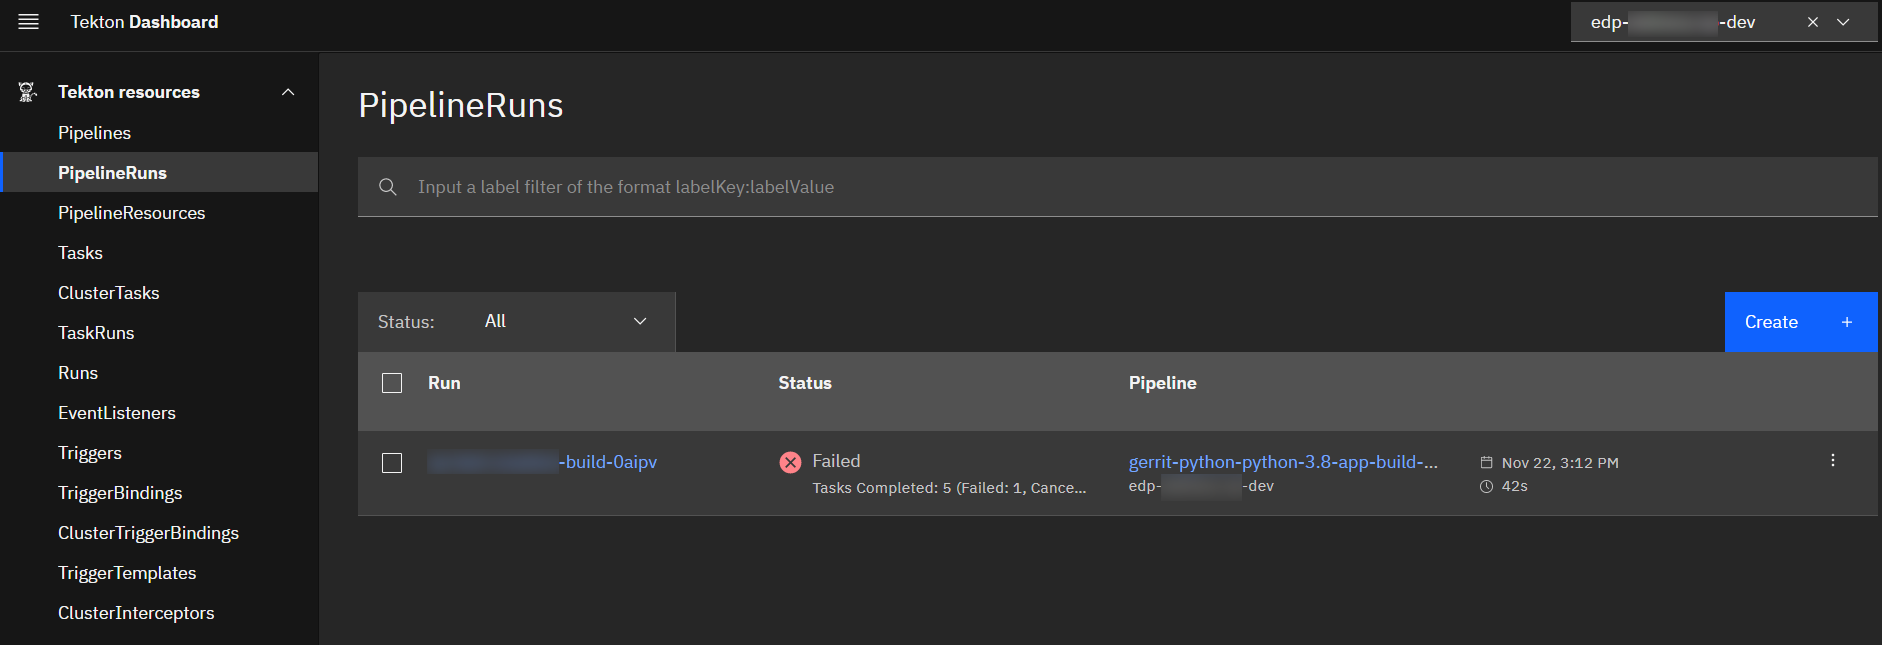 Tekton Dashboard
edp- -dev
Tekton resources
Pipelines
PipelineRuns
PipelineResources
Tasks
ClusterTasks
TaskRuns
Runs
EventListeners
Triggers
TriggerBindings
ClusterTriggerBindings
TriggerTemplates
ClusterInterceptors
PipelineRuns
Input a label filter of the format labelKey:labelValue
Status: All
Create +
Run Status Pipeline
-build-0aipv Failed gerrit-python-python-3.8-app-build-... Nov 22, 3:12 PM
Tasks Completed: 5 (Failed: 1, Cance... edp- -dev 42s